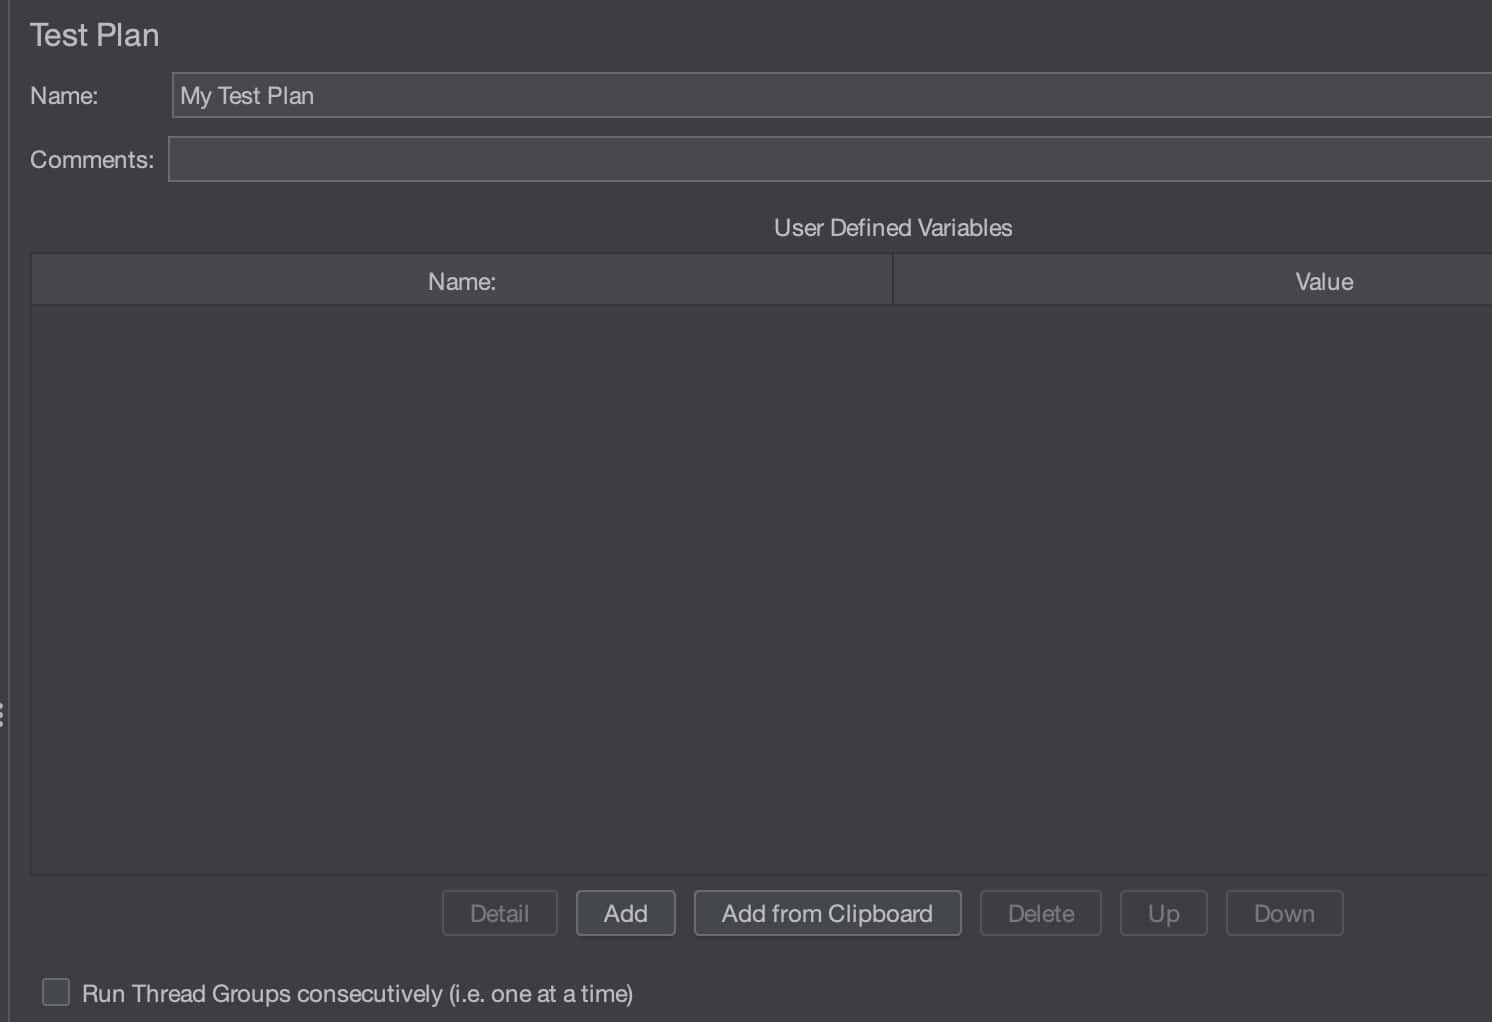 Test Plan
Name: My Test Plan
Comments:
User Defined Variables
Name: Value
Detail Add Add from Clipboard Delete Up Down
Run Thread Groups consecutively (i.e. one at a time)